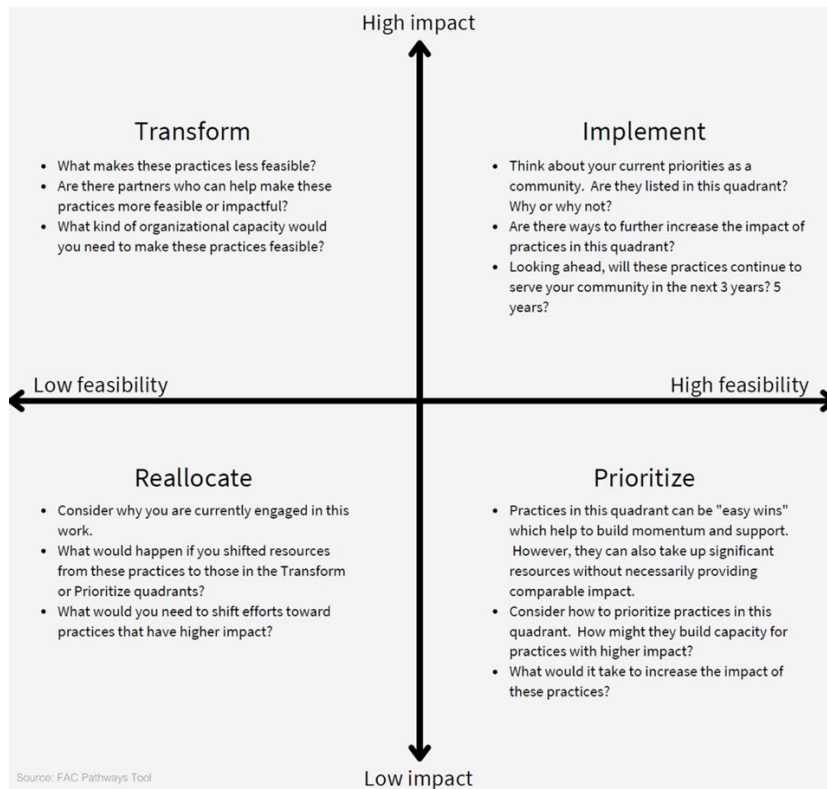 High impact
Transform
• What makes these practices less feasible?
• Are there partners who can help make these
practices more feasible or impactful?
• What kind of organizational capacity would
you need to make these practices feasible?
Implement
• Think about your current priorities as a
community.  Are they listed in this quadrant?
Why or why not?
• Are there ways to further increase the impact of
practices in this quadrant?
• Looking ahead, will these practices continue to
serve your community in the next 3 years? 5
years?
Low feasibility
High feasibility
Reallocate
• Consider why you are currently engaged in this
work.
• What would happen if you shifted resources
from these practices to those in the Transform
or Prioritize quadrants?
• What would you need to shift efforts toward
practices that have higher impact?
Prioritize
• Practices in this quadrant can be "easy wins"
which help to build momentum and support.
However, they can also take up significant
resources without necessarily providing
comparable impact.
• Consider how to prioritize practices in this
quadrant.  How might they build capacity for
practices with higher impact?
• What would it take to increase the impact of
these practices?
Source: FAC Pathways Tool
Low impact